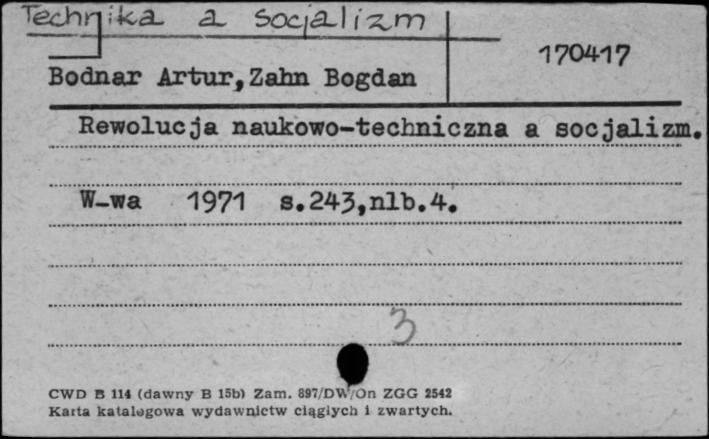 Technika a socjalizm
170417
Bodnar Artur,Zahn Bogdan
Rewolucja naukowo-techniczna a socjalizm.
W-wa 1971 s.243,nlb.4.
3
CWD B 114 (dawny B 15b) Zam. 897/DW/On ZGG 2542
Karta katalogowa wydawnictw ciągłych i zwartych.